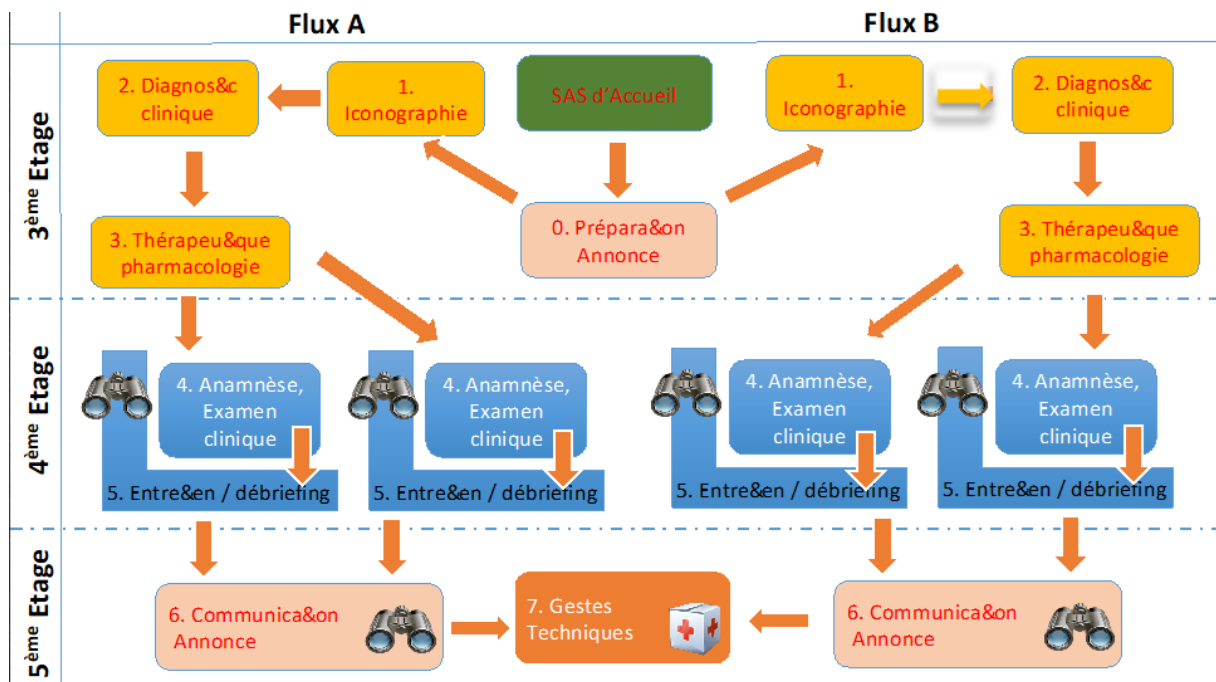 Flux A
Flux B
3ème Etage
2. Diagnos&c
clinique
1.
Iconographie
SAS d’Accueil
1.
Iconographie
2. Diagnos&c
clinique
3. Thérapeu&que
pharmacologie
0. Prépara&on
Annonce
3. Thérapeu&que
pharmacologie
4ème Etage
4. Anamnèse,
Examen
clinique
5. Entre&en / débriefing
4. Anamnèse,
Examen
clinique
5. Entre&en / débriefing
4. Anamnèse,
Examen
clinique
5. Entre&en / débriefing
4. Anamnèse,
Examen
clinique
5. Entre&en / débriefing
5ème Etage
6. Communica&on
Annonce
7. Gestes
Techniques
6. Communica&on
Annonce